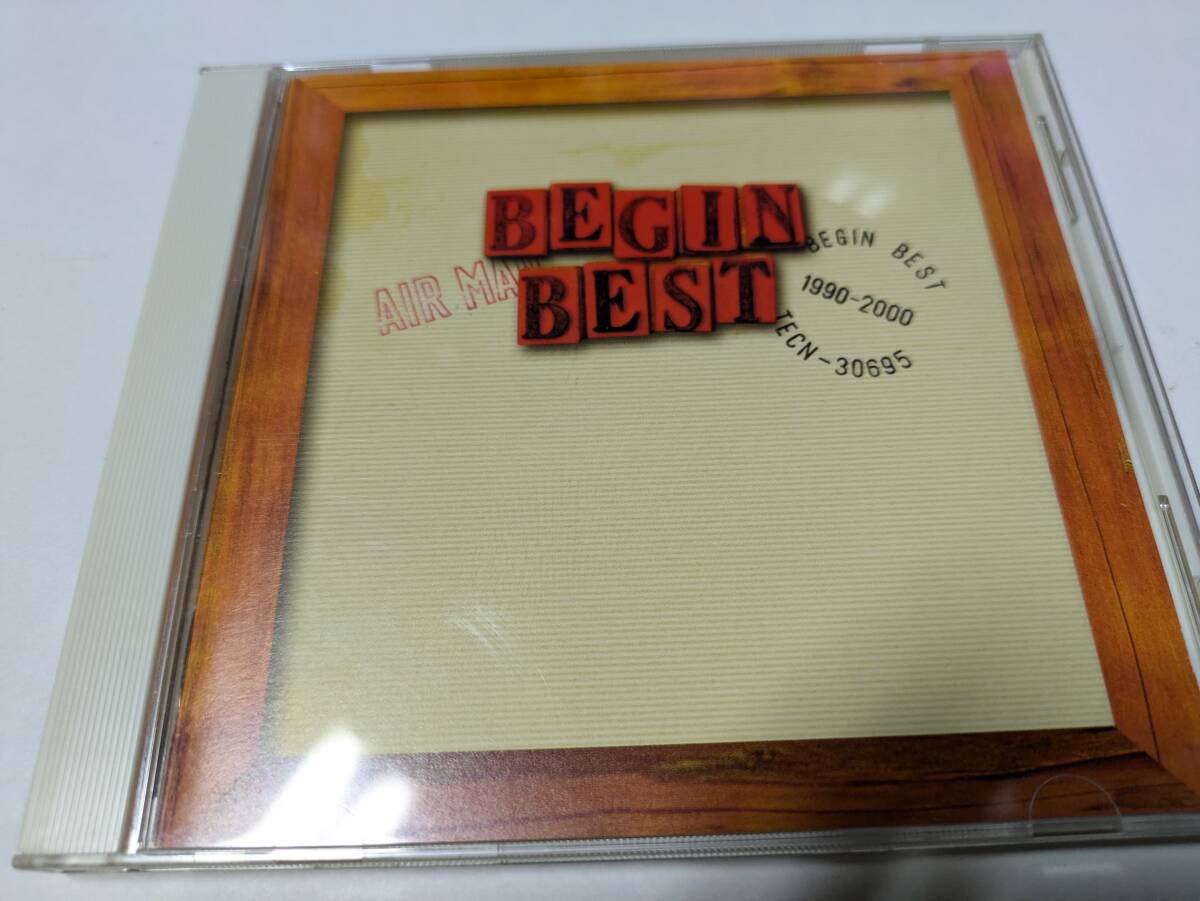 BEGIN
BEST
AIR MA
BEGIN BEST
1990-2000
TECN-30695